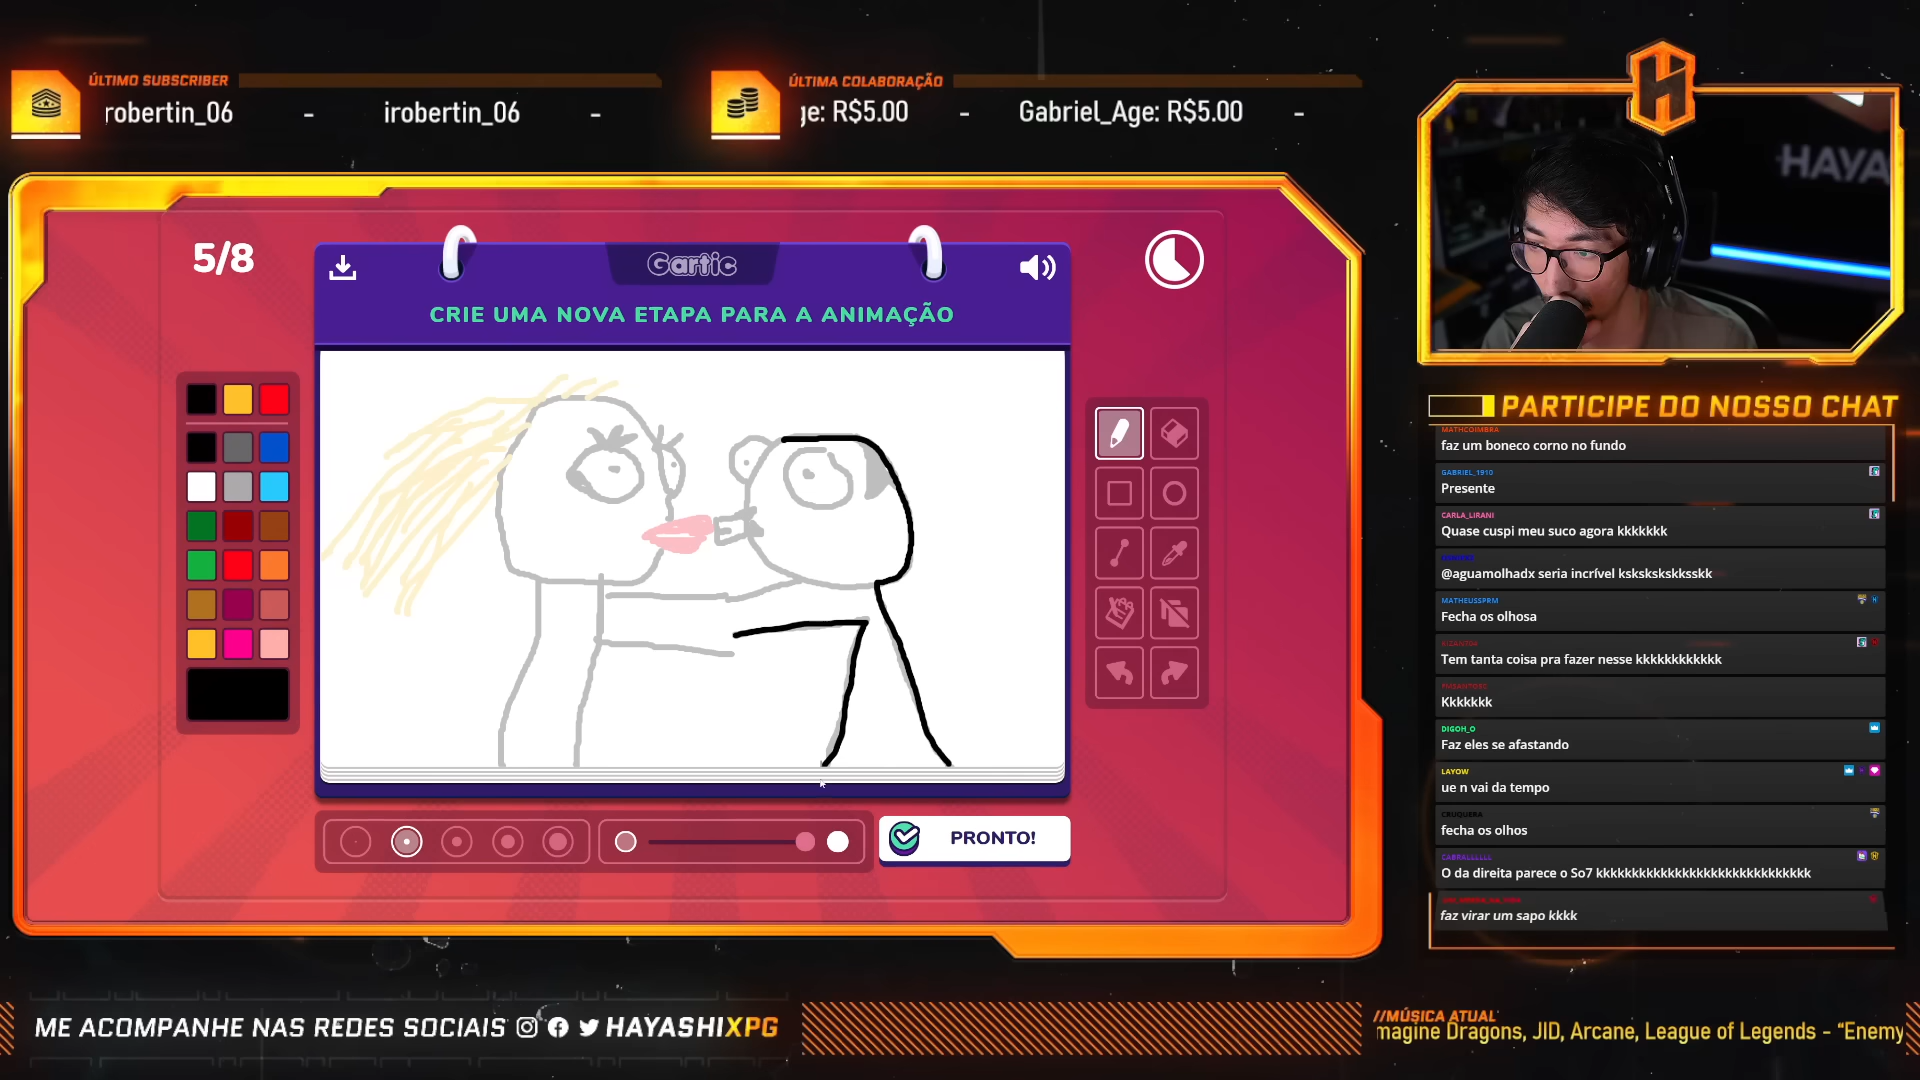 ÚLTIMO SUBSCRIBER
robertin_06 - irobertin_06 -
ÚLTIMA COLABORAÇÃO
ge: R$5.00 - Gabriel_Age: R$5.00 -
HAYA
5/8
Gartic
CRIE UMA NOVA ETAPA PARA A ANIMAÇÃO
PRONTO!
PARTICIPE DO NOSSO CHAT
MATHCOIMBRA
faz um boneco corno no fundo
GABRIEL_1910
Presente
CARLA_LIRANI
Quase cuspi meu suco agora kkkkkkk
@aguamolhadx seria incrível kskskskskksskk
MATHEUSSPRM
Fecha os olhosa
Tem tanta coisa pra fazer nesse kkkkkkkkkkkk
Kkkkkkk
DIGOH_O
Faz eles se afastando
LAYOW
ue n vai da tempo
CRUQUERA
fecha os olhos
CABRALLLLLL
O da direita parece o So7 kkkkkkkkkkkkkkkkkkkkkkkkkkkkk
faz virar um sapo kkkk
ME ACOMPANHE NAS REDES SOCIAIS HAYASHIXPG
//MÚSICA ATUAL
magine Dragons, JID, Arcane, League of Legends - “Enemy